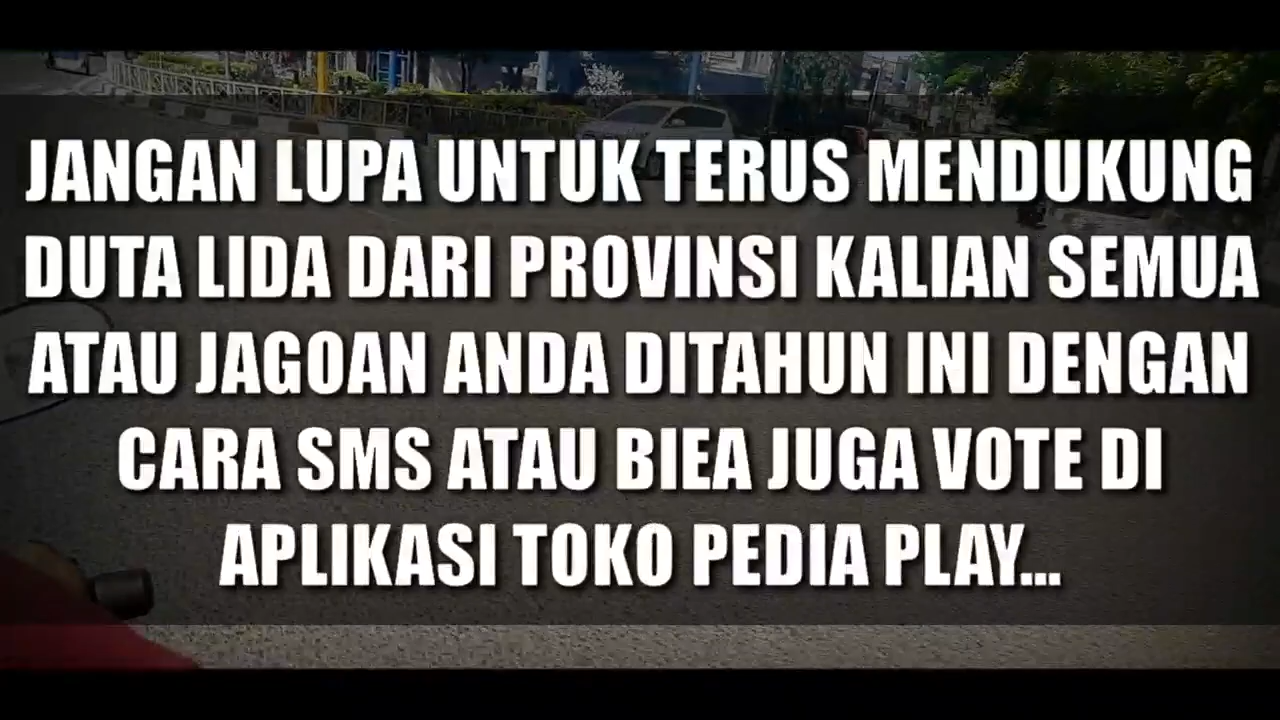 JANGAN LUPA UNTUK TERUS MENDUKUNG
DUTA LIDA DARI PROVINSI KALIAN SEMUA
ATAU JAGOAN ANDA DITAHUN INI DENGAN
CARA SMS ATAU BIEA JUGA VOTE DI
APLIKASI TOKO PEDIA PLAY...